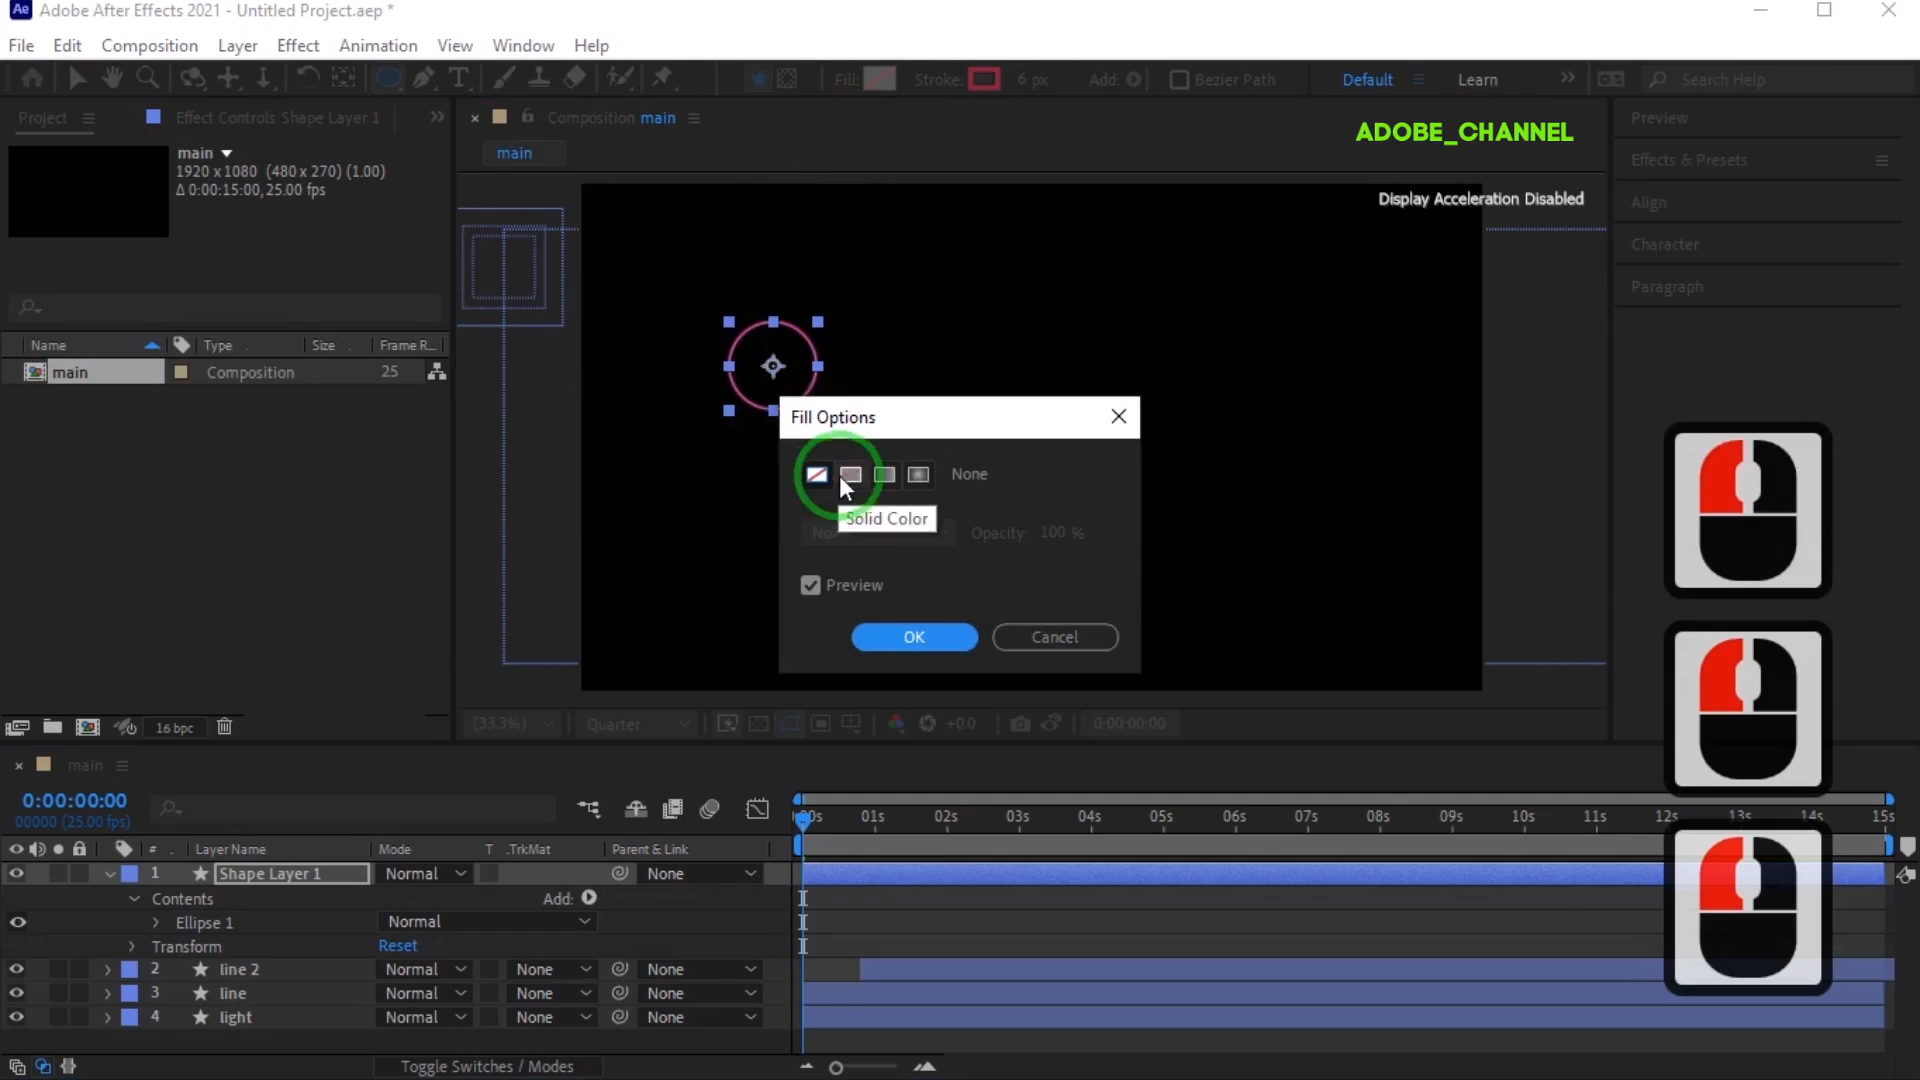 Ae Adobe After Effects 2021 - Untitled Project.aep *
File Edit Composition Layer Effect Animation View Window Help
Fill: Stroke: 6 px Add: Bezier Path Default Learn Search Help
Project Effect Controls Shape Layer 1
Composition main
ADOBE_CHANNEL
Preview
main
1920 x 1080 (480 x 270) (1.00)
Δ 0:00:15:00, 25.00 fps
main
Effects & Presets
Display Acceleration Disabled
Align
Character
Paragraph
Name Type Size Frame R...
main Composition 25
Fill Options
None
Solid Color
Opacity: 100 %
Preview
OK Cancel
16 bpc
(33.3%) Quarter +0.0 0:00:00:00
main
0:00:00:00
00000 (25.00 fps)
01s 02s 03s 04s 05s 06s 07s 08s 09s 10s 11s 12s 13s 14s 15s
# Layer Name Mode T .TrkMat Parent & Link
1 Shape Layer 1 Normal None
Contents Add:
Ellipse 1 Normal
Transform Reset
2 line 2 Normal None None
3 line Normal None None
4 light Normal None None
Toggle Switches / Modes